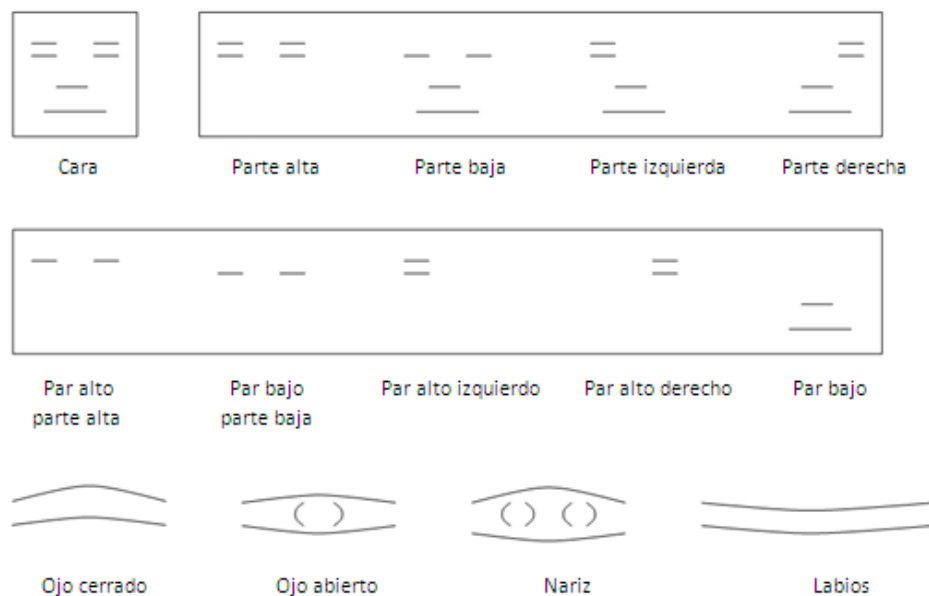 Cara Parte alta Parte baja Parte izquierda Parte derecha
Par alto Par bajo Par alto izquierdo Par alto derecho Par bajo
parte alta parte baja
Ojo cerrado Ojo abierto Nariz Labios